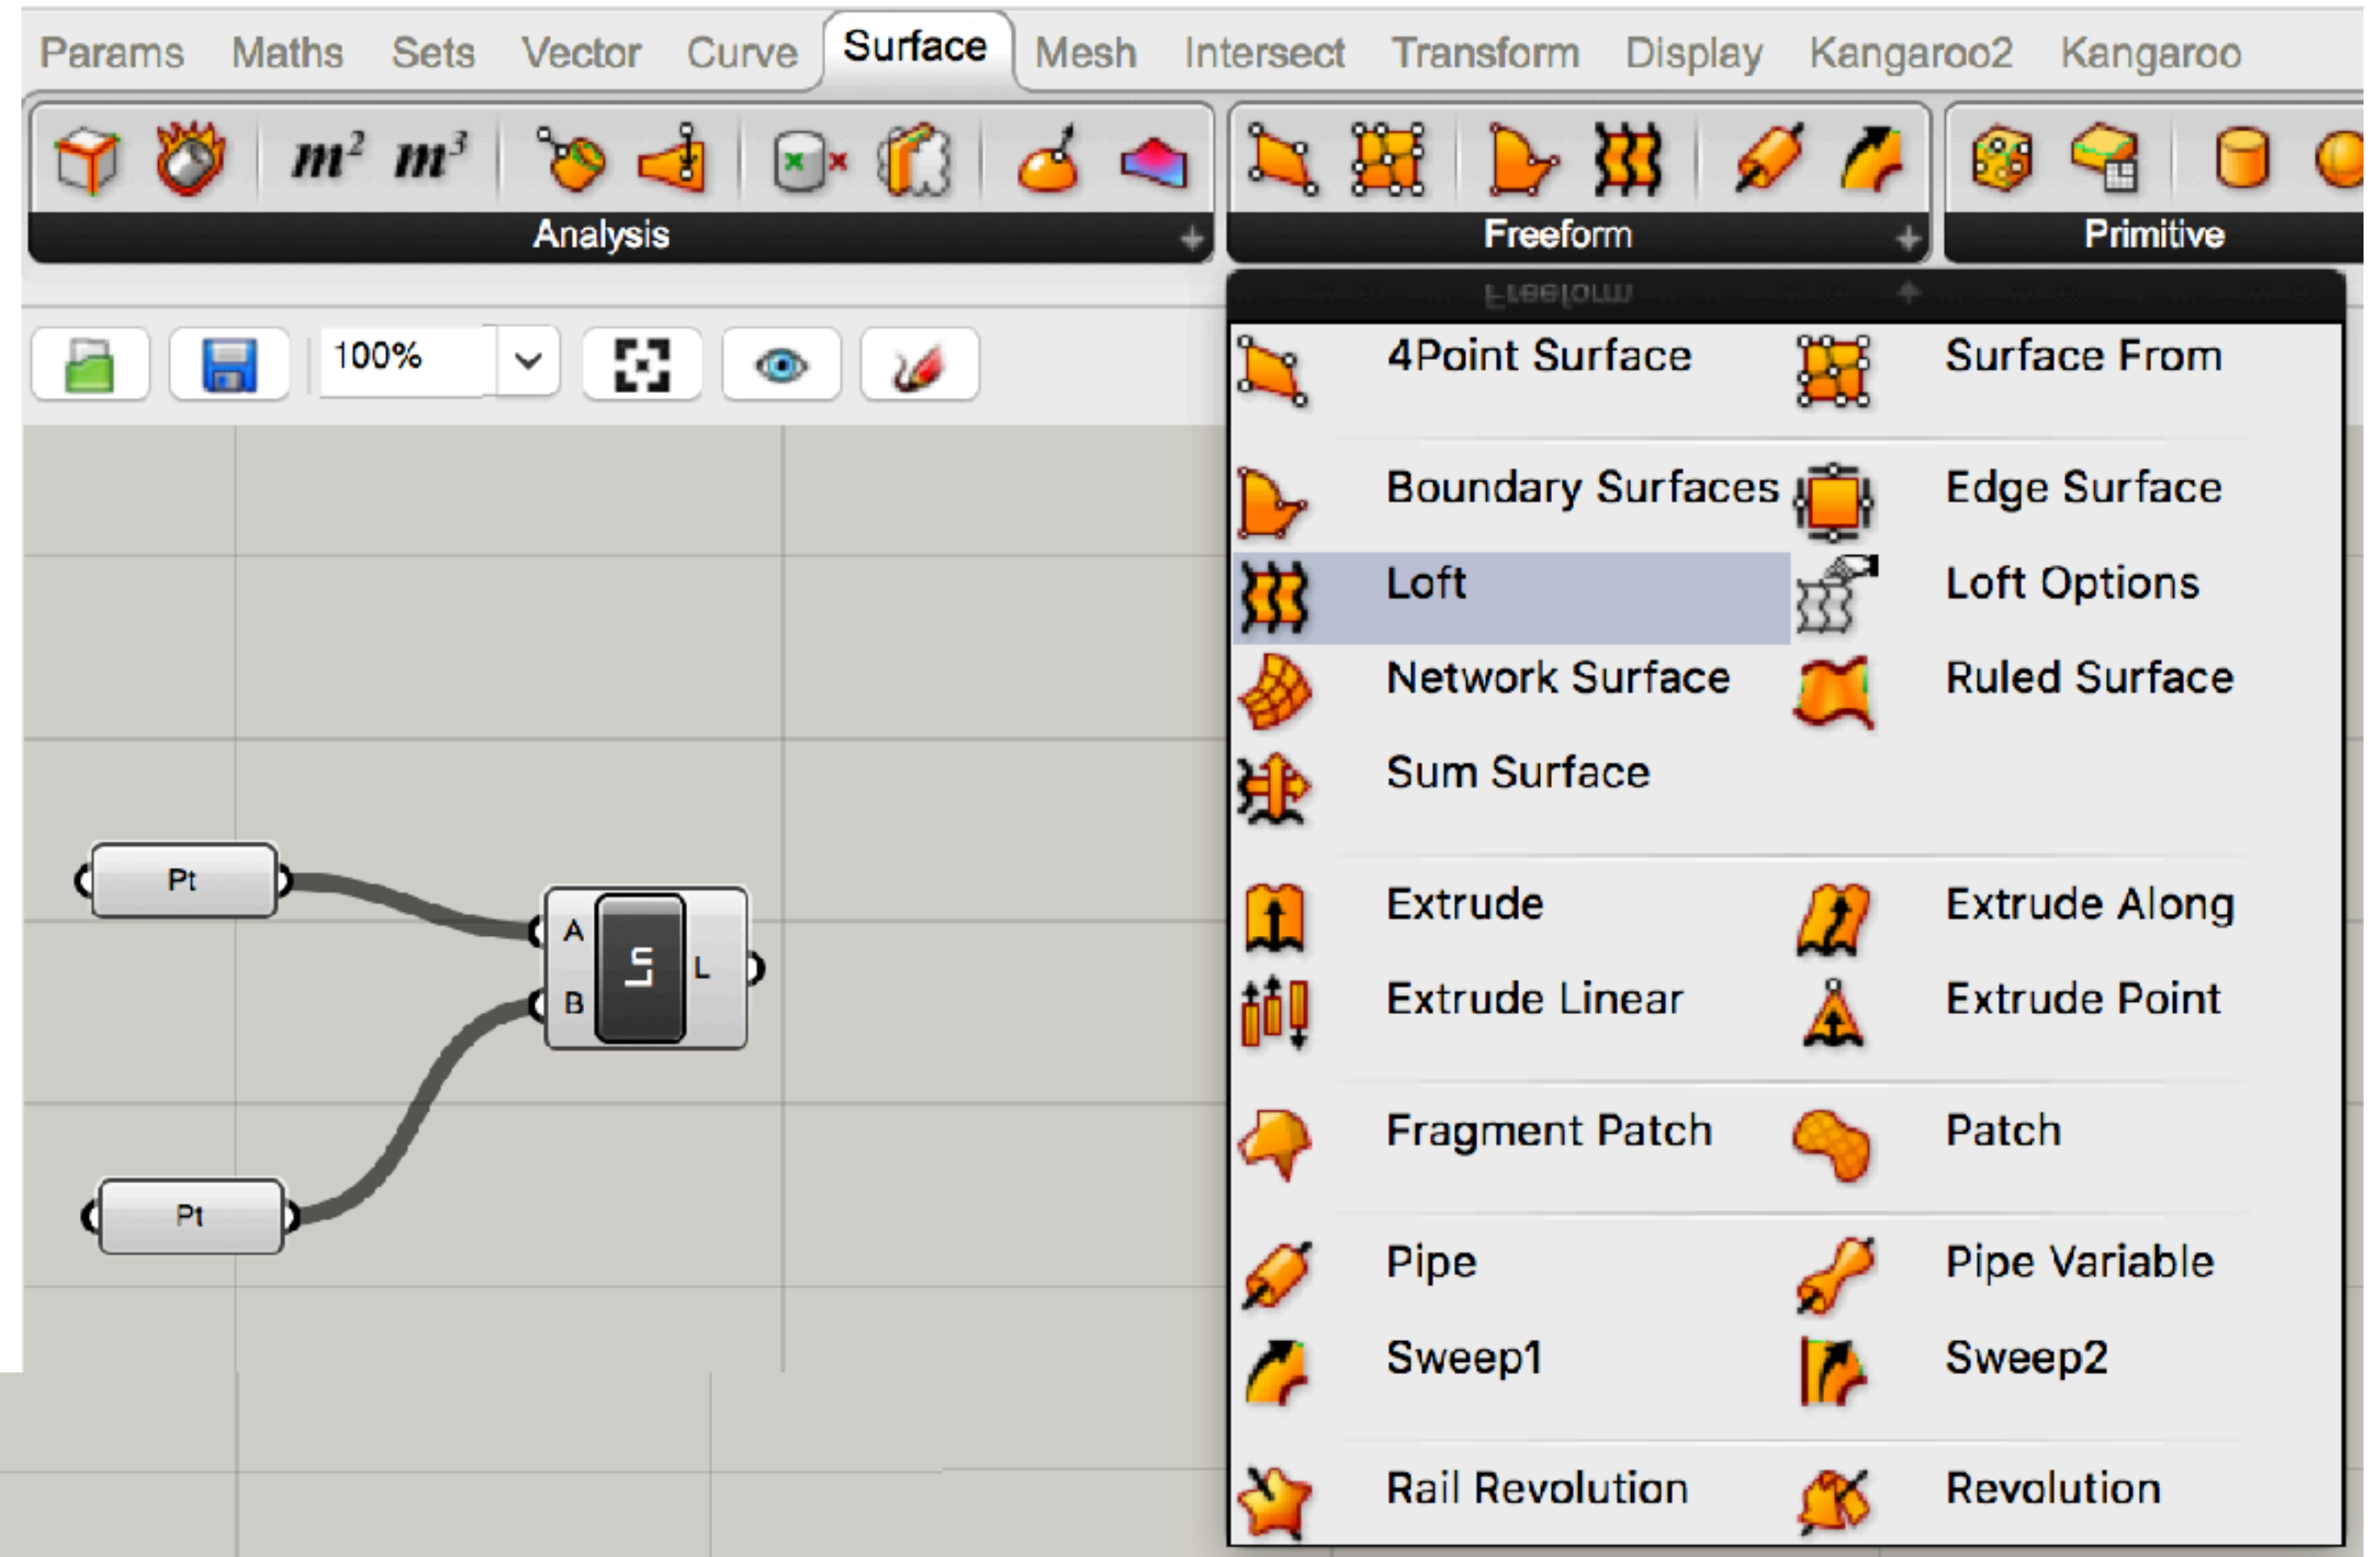 Params Maths Sets Vector Curve Surface Mesh Intersect Transform Display Kangaroo2 Kangaroo
m² m³
Analysis
Freeform
Primitive
Freeform
100%
4Point Surface
Surface From
Boundary Surfaces
Edge Surface
Loft
Loft Options
Network Surface
Ruled Surface
Sum Surface
Extrude
Extrude Along
Extrude Linear
Extrude Point
Fragment Patch
Patch
Pipe
Pipe Variable
Sweep1
Sweep2
Rail Revolution
Revolution
Pt
A
B
Ln
L
Pt